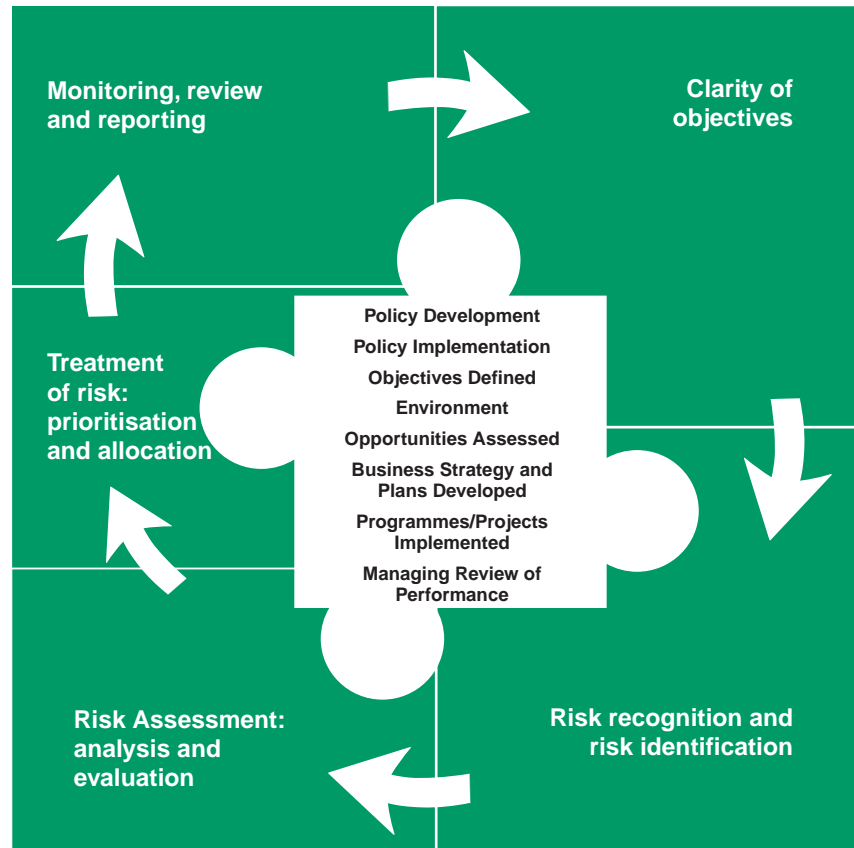 Monitoring, review
and reporting
Clarity of
objectives
Policy Development
Policy Implementation
Objectives Defined
Environment
Opportunities Assessed
Business Strategy and
Plans Developed
Programmes/Projects
Implemented
Managing Review of
Performance
Treatment
of risk:
prioritisation
and allocation
Risk Assessment:
analysis and
evaluation
Risk recognition and
risk identification